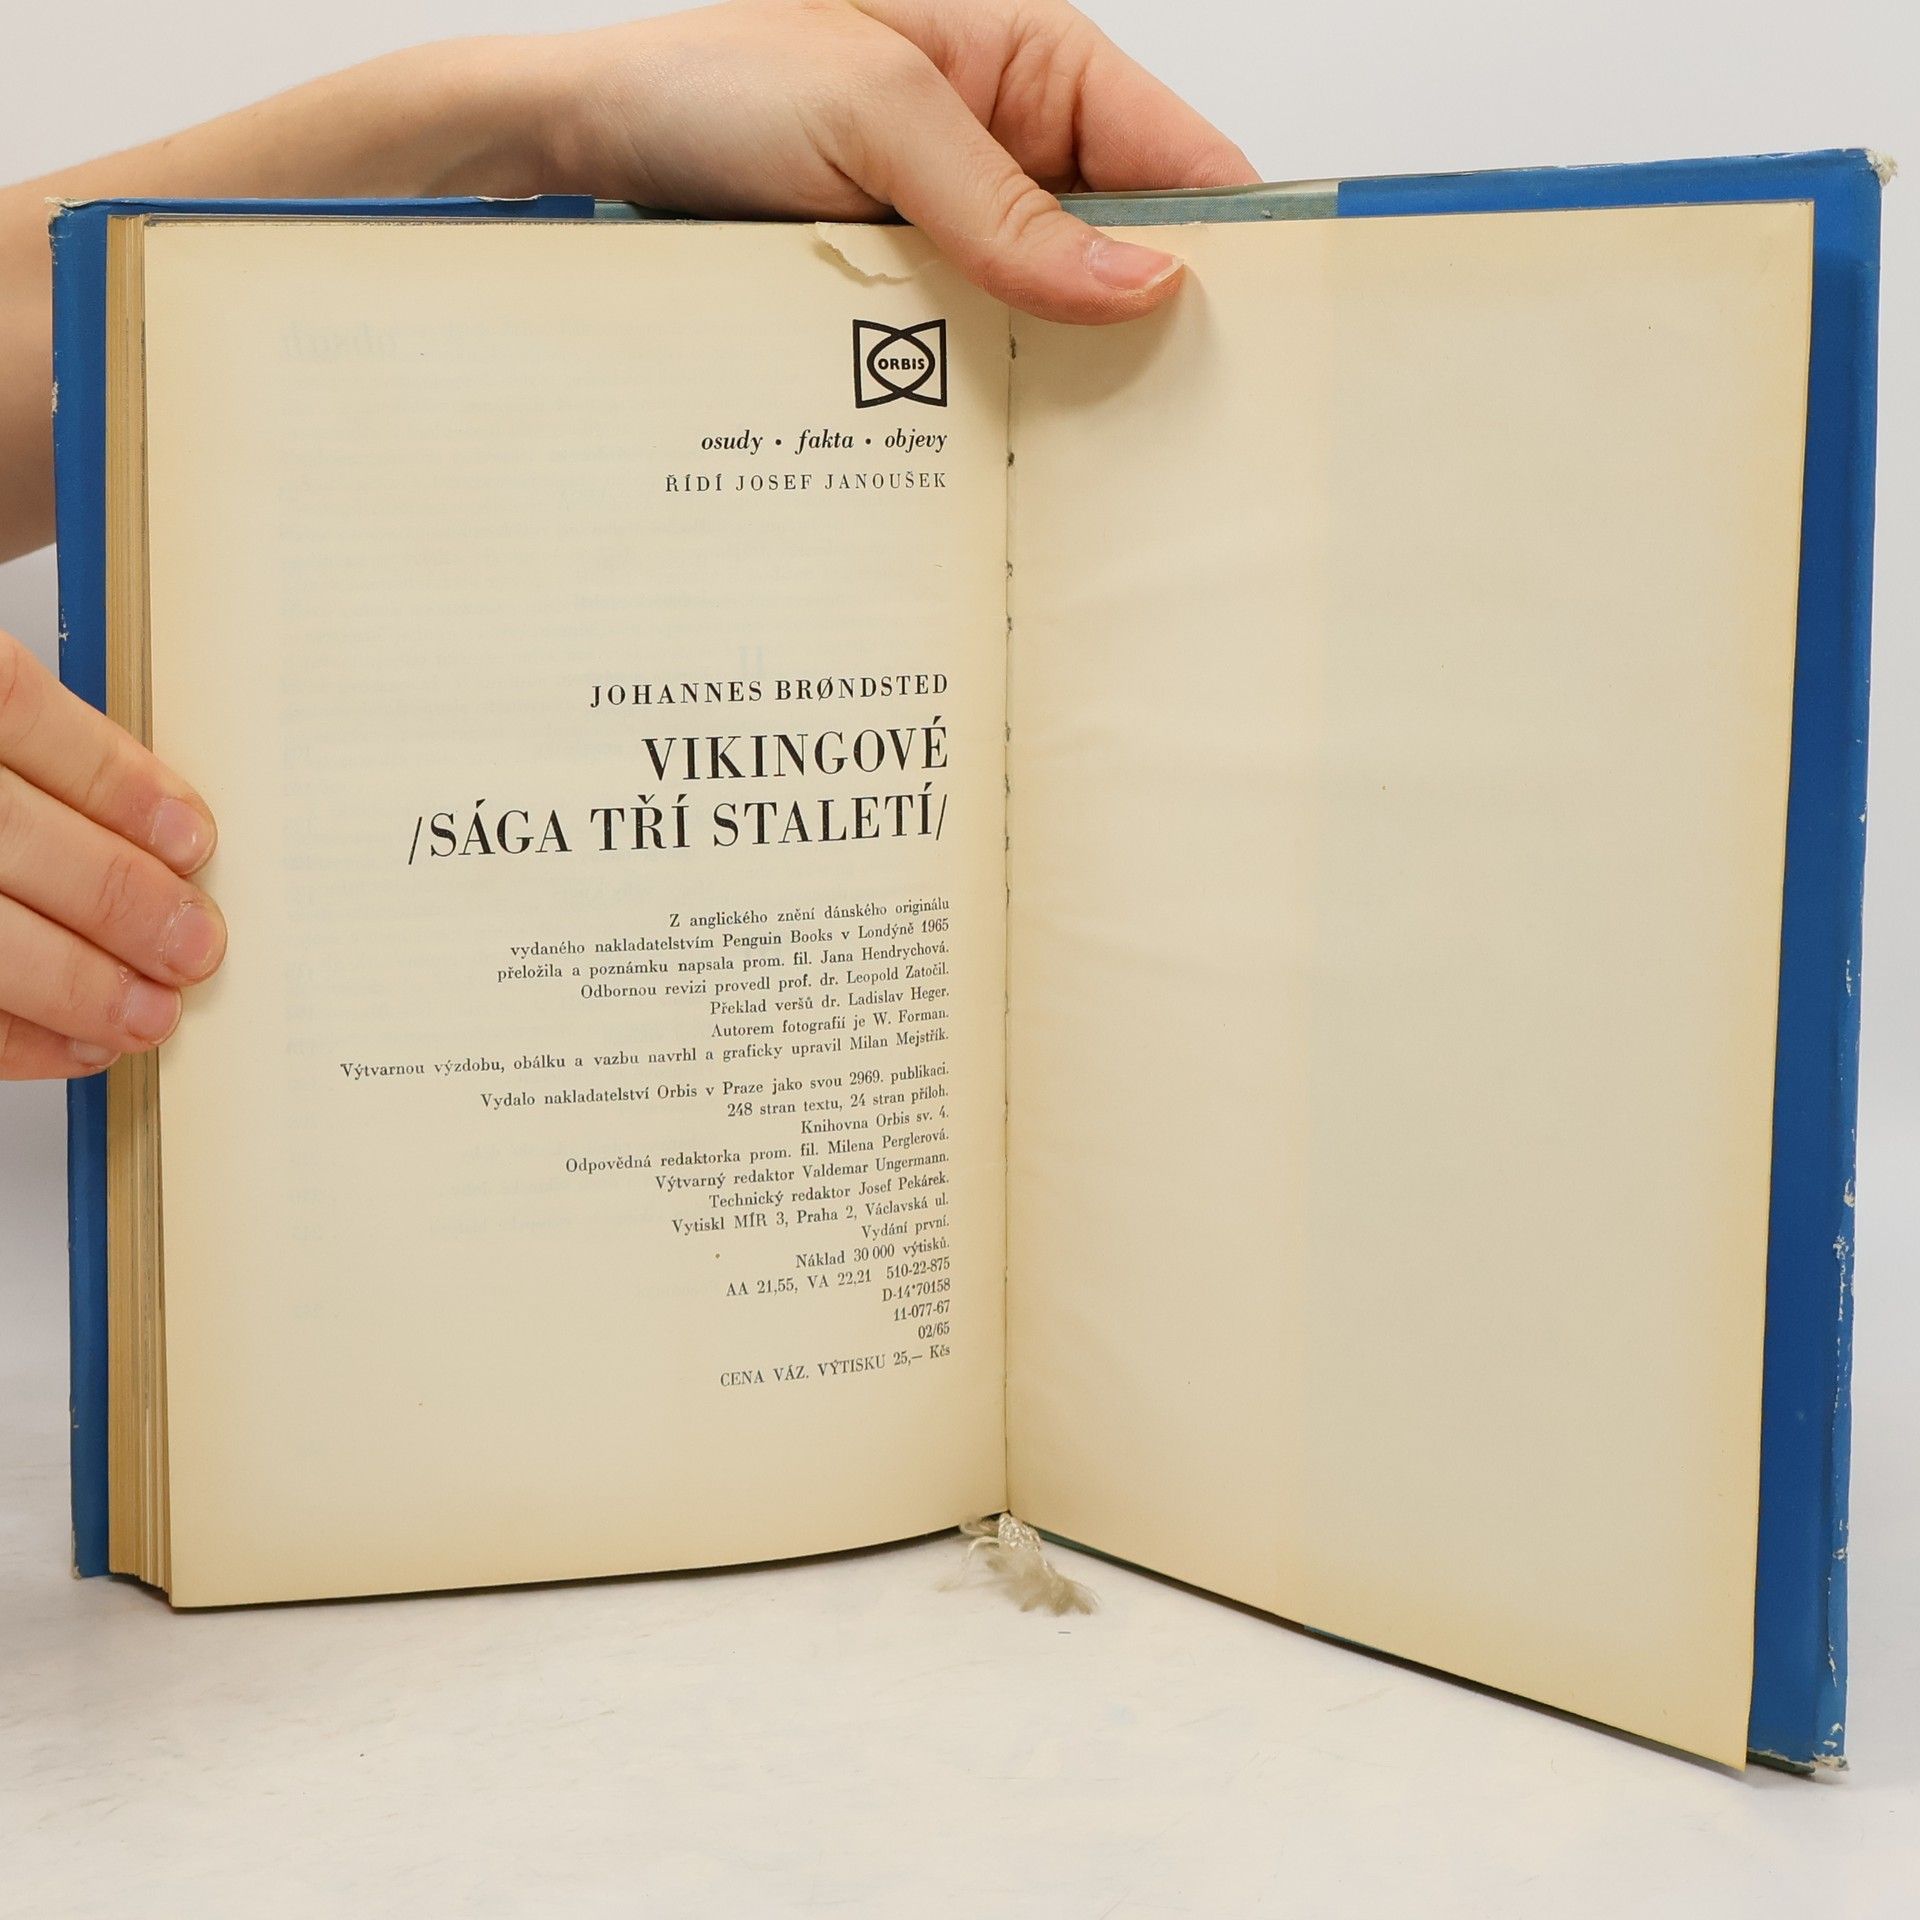 ORBIS
osudy • fakta • objevy
ŘÍDÍ JOSEF JANOUŠEK
JOHANNES BRØNDSTED
VIKINGOVÉ
/SÁGA TŘÍ STALETÍ/
Z anglického znění dánského originálu
vydaného nakladatelstvím Penguin Books v Londýně 1965
přeložila a poznámku napsala prom. fil. Jana Hendrychová.
Odbornou revizi provedl prof. dr. Leopold Zatočil.
Překlad veršů dr. Ladislav Heger.
Autorem fotografií je W. Forman.
Výtvarnou výzdobu, obálku a vazbu navrhl a graficky upravil Milan Mejstřík.
Vydalo nakladatelství Orbis v Praze jako svou 2969. publikaci.
248 stran textu, 24 stran příloh.
Knihovna Orbis sv. 4.
Odpovědná redaktorka prom. fil. Milena Perglerová.
Výtvarný redaktor Valdemar Ungermann.
Technický redaktor Josef Pekárek.
Vytiskl MÍR 3, Praha 2, Václavská ul.
Vydání první.
Náklad 30 000 výtisků.
AA 21,55, VA 22,21 510-22-875
D-14*70158
11-077-67
02/65
CENA VÁZ. VÝTISKU 25,— Kčs